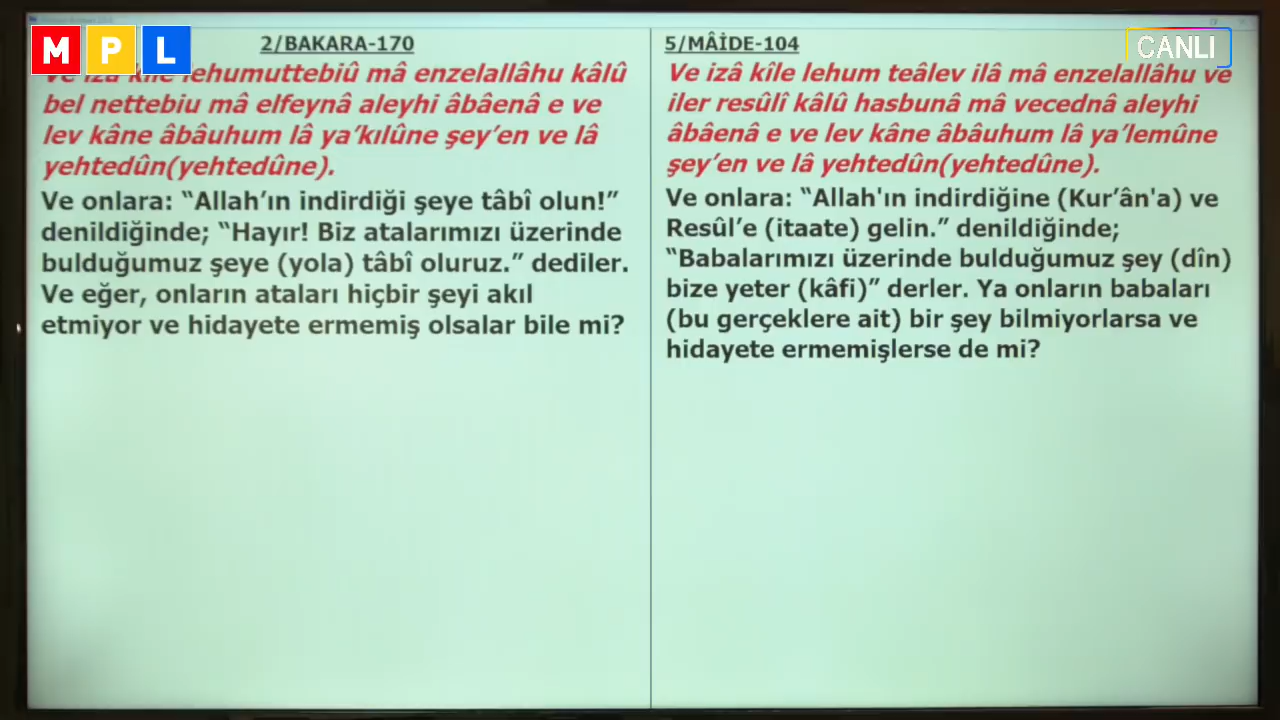 MPL
CANLI
2/BAKARA-170
Ve izâ kîle lehumuttebiû mâ enzelallâhu kâlû
bel nettebiu mâ elfeynâ aleyhi âbâenâ e ve
lev kâne âbâuhum lâ ya’kılûne şey’en ve lâ
yehtedûn(yehtedûne).
Ve onlara: “Allah’ın indirdiği şeye tâbî olun!”
denildiğinde; “Hayır! Biz atalarımızı üzerinde
bulduğumuz şeye (yola) tâbî oluruz.” dediler.
Ve eğer, onların ataları hiçbir şeyi akıl
etmiyor ve hidayete ermemiş olsalar bile mi?
5/MÂİDE-104
Ve izâ kîle lehum teâlev ilâ mâ enzelallâhu ve
iler resûli kâlû hasbunâ mâ vecednâ aleyhi
âbâenâ e ve lev kâne âbâuhum lâ ya’lemûne
şey’en ve lâ yehtedûn(yehtedûne).
Ve onlara: “Allah'ın indirdiğine (Kur’ân'a) ve
Resûl’e (itaate) gelin.” denildiğinde;
“Babalarımızı üzerinde bulduğumuz şey (dîn)
bize yeter (kâfi)” derler. Ya onların babaları
(bu gerçeklere ait) bir şey bilmiyorlarsa ve
hidayete ermemişlerse de mi?